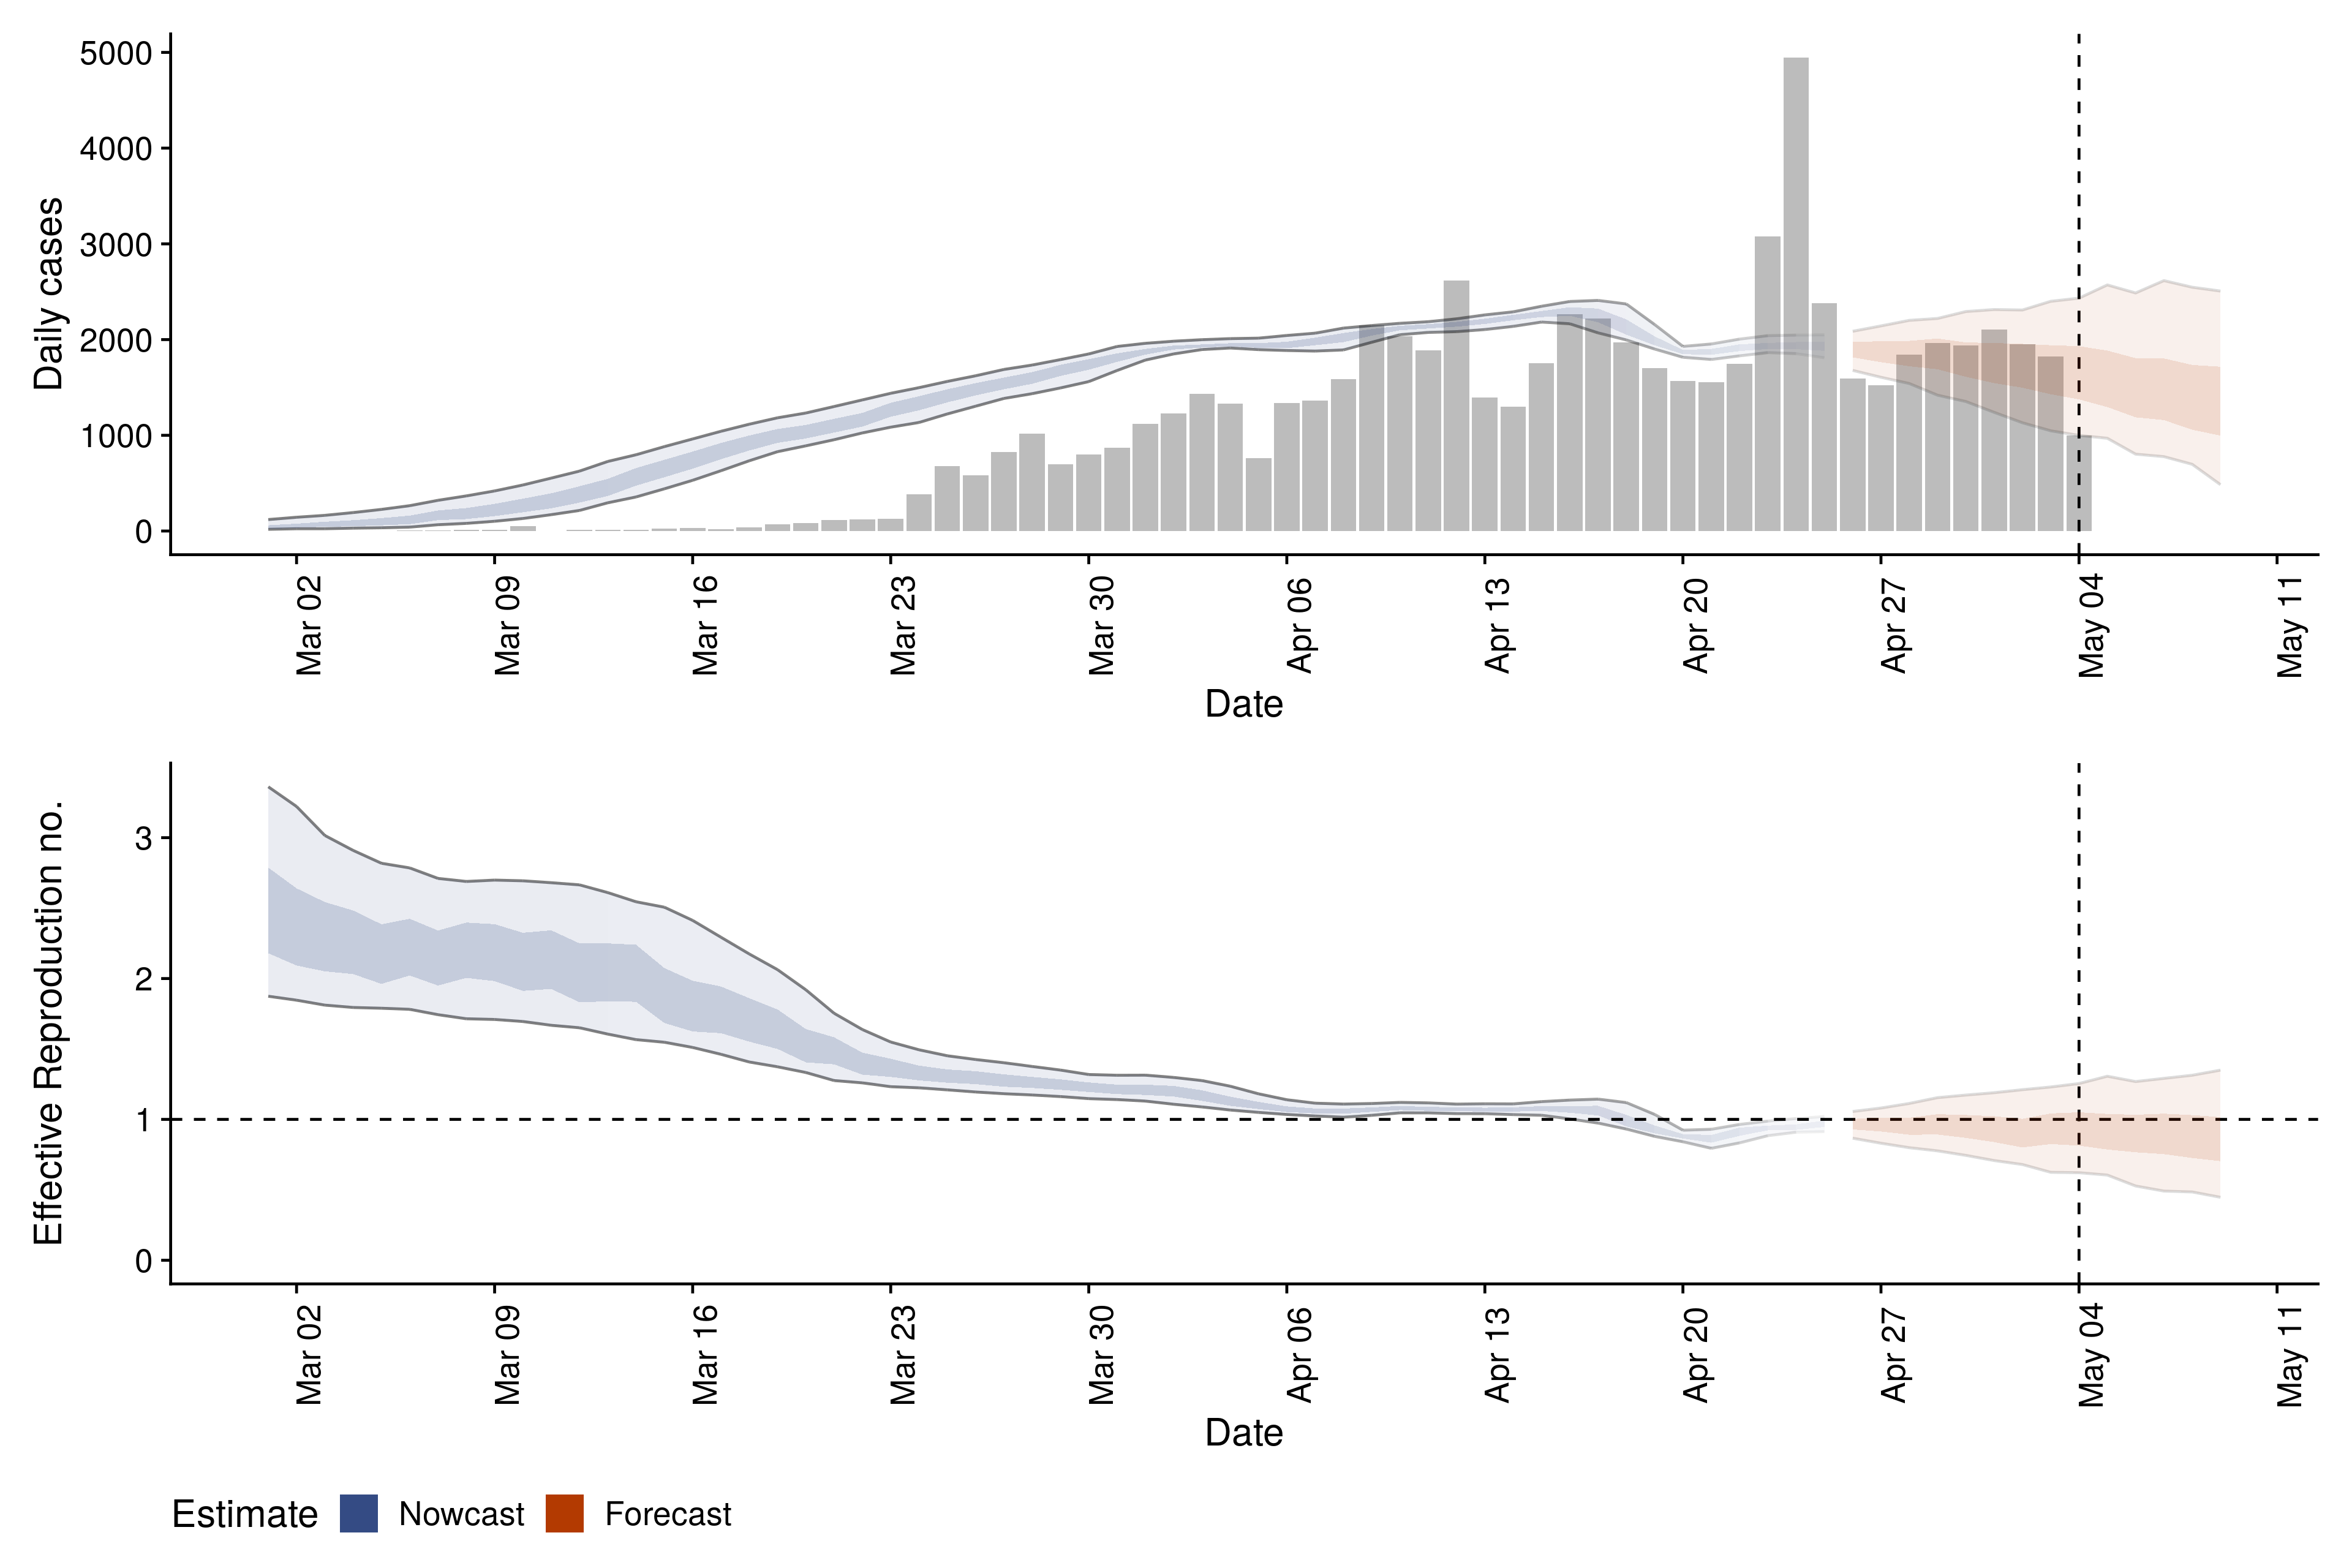 Daily cases
5000
4000
3000
2000
1000
0
Mar 02
Mar 09
Mar 16
Mar 23
Mar 30
Apr 06
Apr 13
Apr 20
Apr 27
May 04
May 11
Date
Effective Reproduction no.
3
2
1
0
Mar 02
Mar 09
Mar 16
Mar 23
Mar 30
Apr 06
Apr 13
Apr 20
Apr 27
May 04
May 11
Date
Estimate Nowcast Forecast